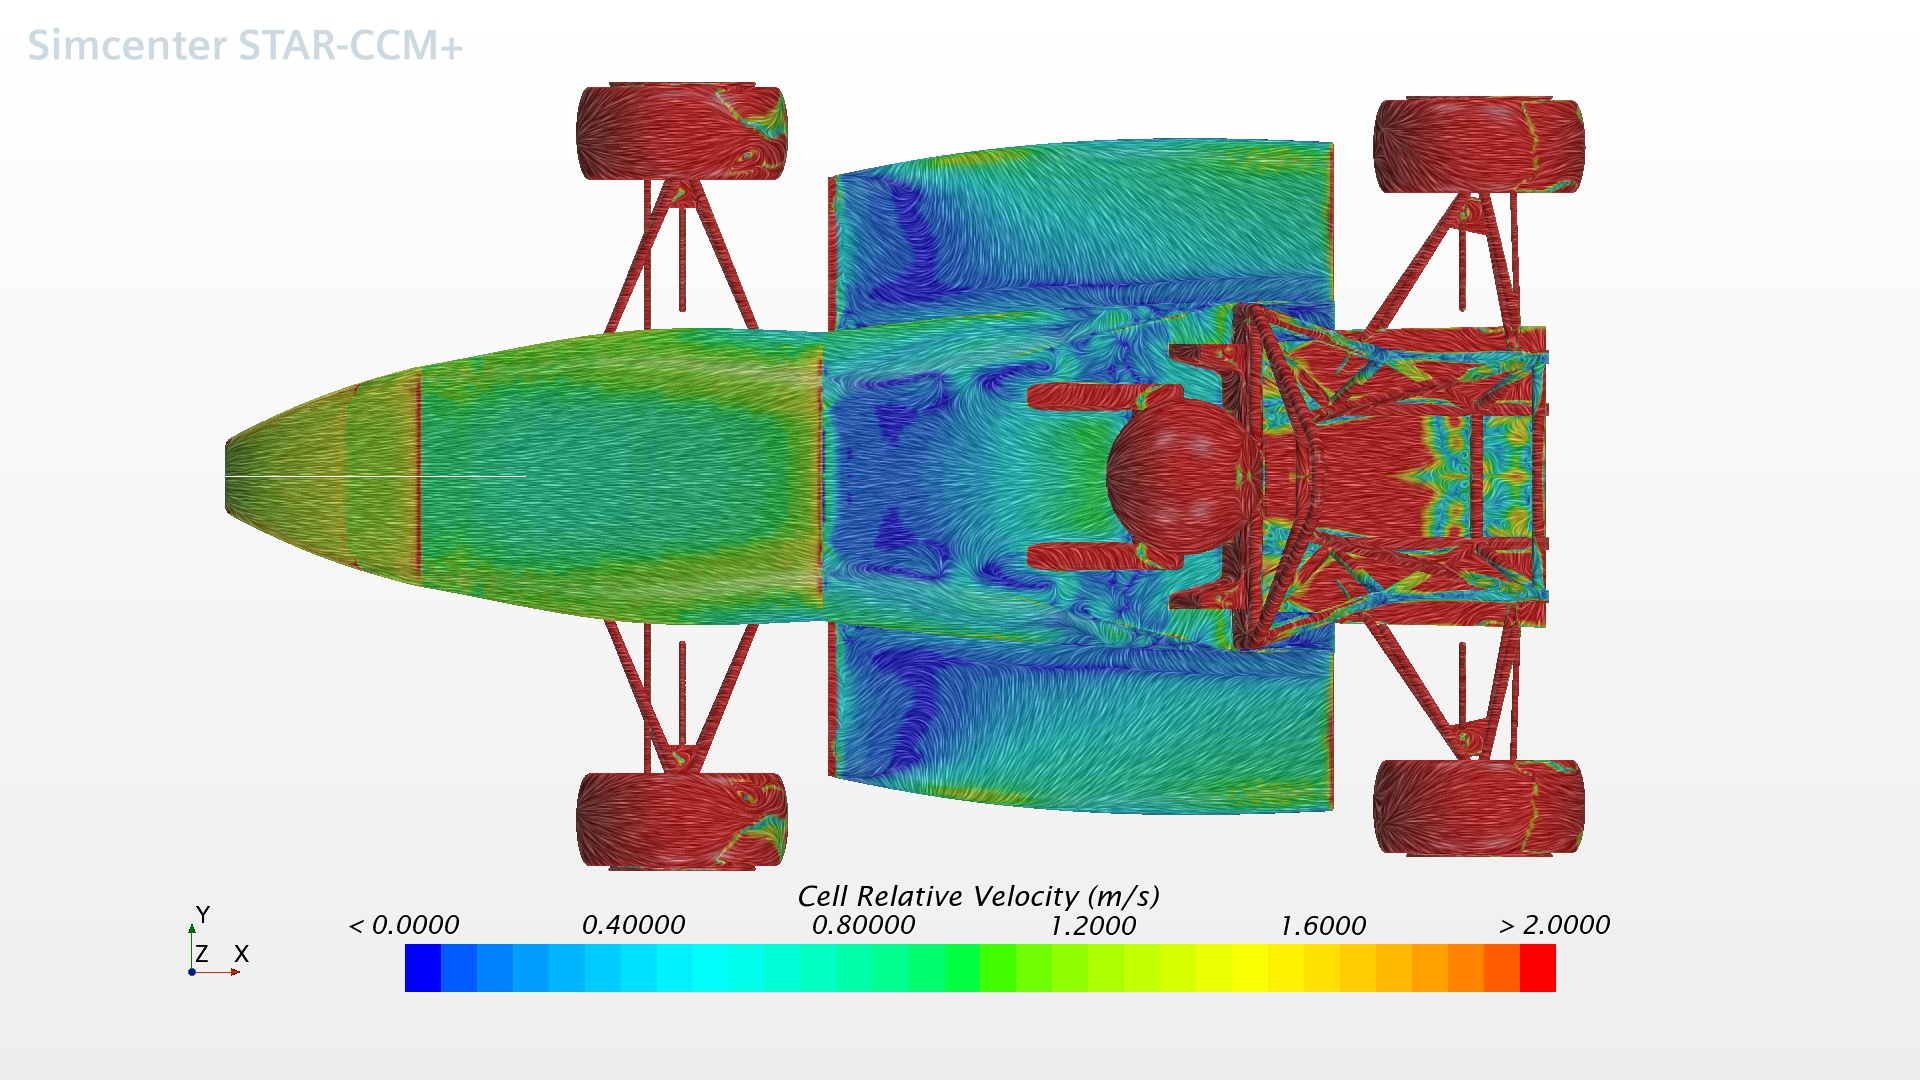 Simcenter STAR-CCM+
Cell Relative Velocity (m/s)
< 0.0000 0.40000 0.80000 1.2000 1.6000 > 2.0000
Y
Z X